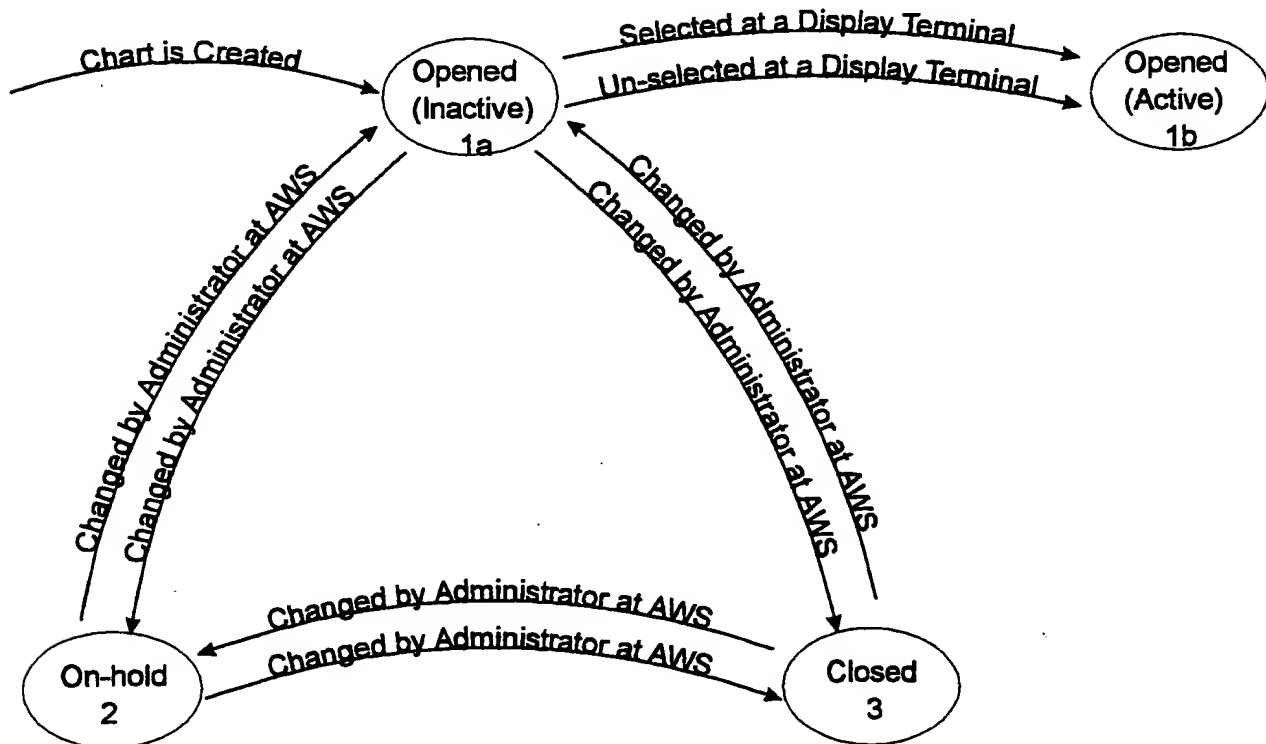 Chart is Created
Opened
(Inactive)
1a
Selected at a Display Terminal
Un-selected at a Display Terminal
Opened
(Active)
1b
Changed by Administrator at AWS
Changed by Administrator at AWS
Changed by Administrator at AWS
Changed by Administrator at AWS
Changed by Administrator at AWS
Changed by Administrator at AWS
On-hold
2
Closed
3